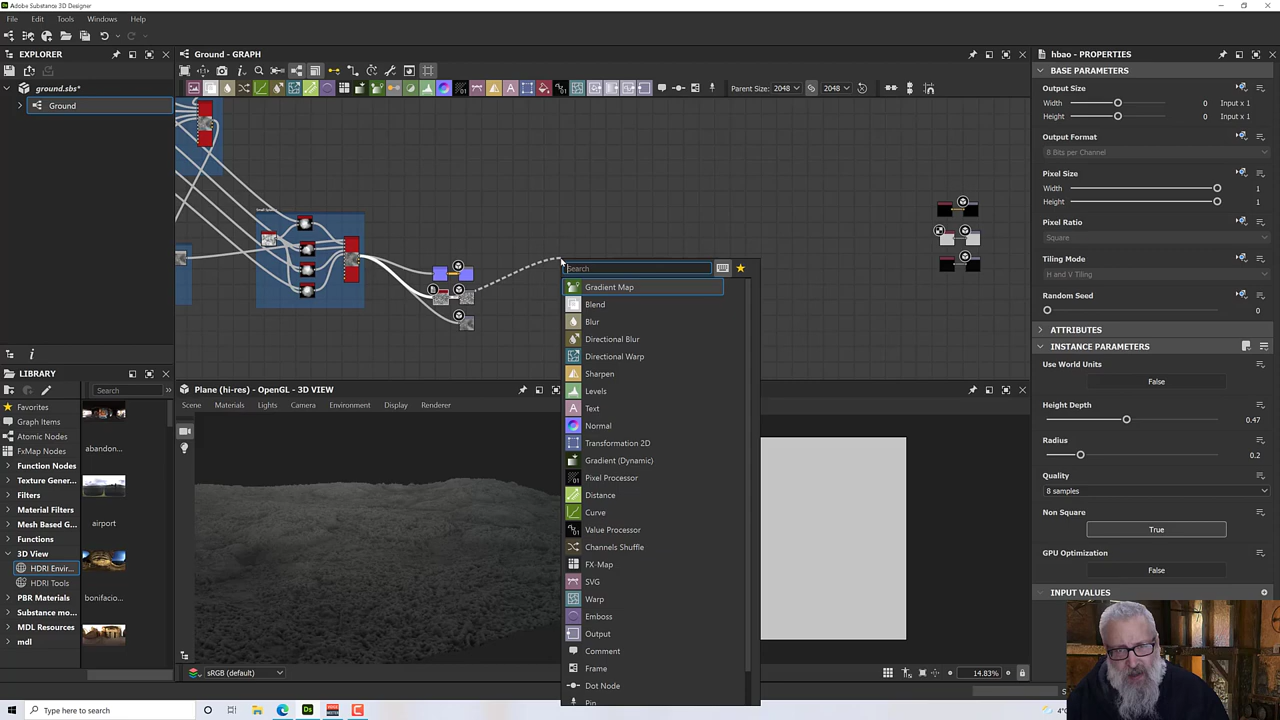 Adobe Substance 3D Designer
File Edit Tools Windows Help
EXPLORER
ground.sbs*
Ground
Ground - GRAPH
Parent Size: 2048 2048
Search
Gradient Map
Blend
Blur
Directional Blur
Directional Warp
Sharpen
Levels
Text
Normal
Transformation 2D
Gradient (Dynamic)
Pixel Processor
Distance
Curve
Value Processor
Channels Shuffle
FX-Map
SVG
Warp
Emboss
Output
Comment
Frame
Dot Node
Pin
LIBRARY
Search
Favorites
Graph Items
Atomic Nodes
FxMap Nodes
Function Nodes
Texture Gener...
Filters
Material Filters
Mesh Based G...
Functions
3D View
HDRI Envir...
HDRI Tools
PBR Materials
Substance mo...
MDL Resources
mdl
abandon...
airport
bonifacio...
Plane (hi-res) - OpenGL - 3D VIEW
Scene Materials Lights Camera Environment Display Renderer
sRGB (default)
14.83%
hbao - PROPERTIES
BASE PARAMETERS
Output Size
Width 0 Input x 1
Height 0 Input x 1
Output Format
8 Bits per Channel
Pixel Size
Width 1
Height 1
Pixel Ratio
Square
Tiling Mode
H and V Tiling
Random Seed
0
ATTRIBUTES
INSTANCE PARAMETERS
Use World Units
False
Height Depth
0.47
Radius
0.2
Quality
8 samples
Non Square
True
GPU Optimization
False
INPUT VALUES
Type here to search